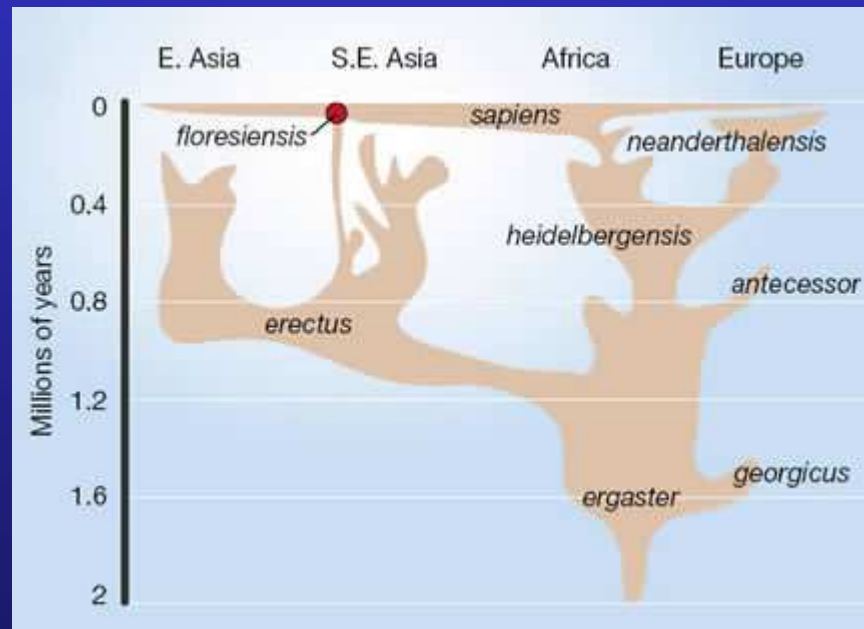 E. Asia S.E. Asia Africa Europe
0
sapiens
floresiensis
neanderthalensis
0.4
heidelbergensis
antecessor
0.8
erectus
1.2
georgicus
1.6
ergaster
2
Millions of years